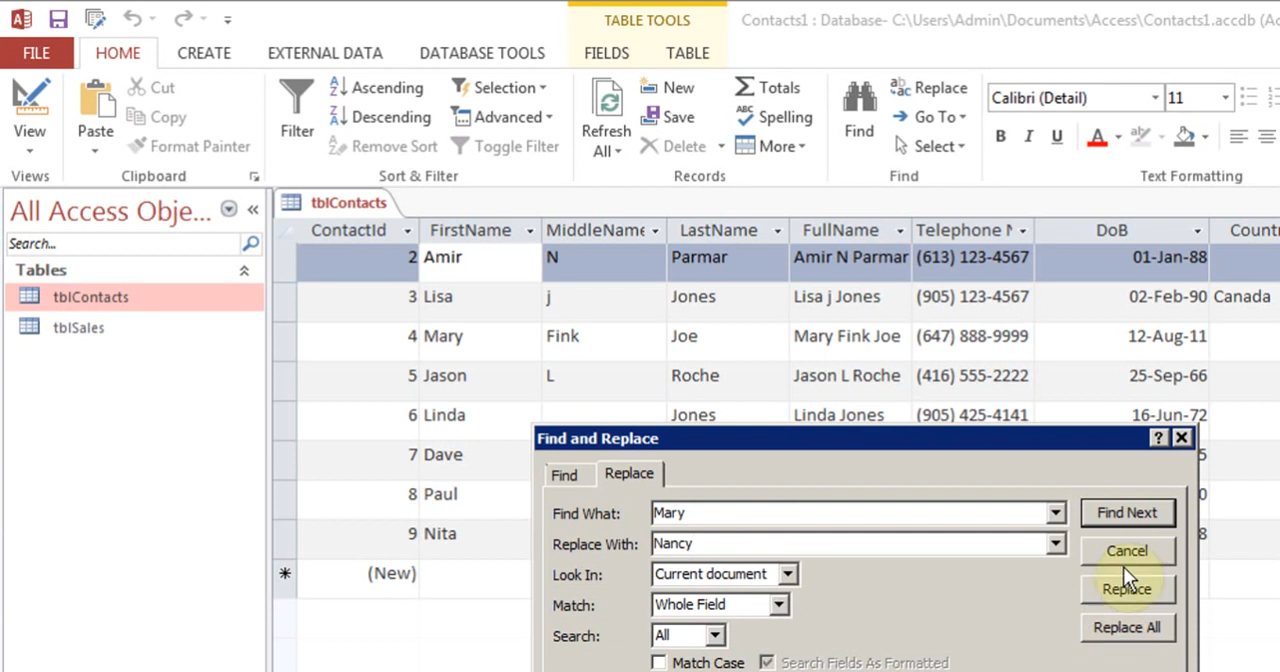 TABLE TOOLS
Contacts1 : Database- C:\Users\Admin\Documents\Access\Contacts1.accdb
FILE HOME CREATE EXTERNAL DATA DATABASE TOOLS FIELDS TABLE
View
Views
Paste
Cut
Copy
Format Painter
Clipboard
Filter
Ascending
Descending
Remove Sort
Selection
Advanced
Toggle Filter
Sort & Filter
Refresh
All
New
Save
Delete
Totals
Spelling
More
Records
Find
Replace
Go To
Select
Find
Calibri (Detail) 11
B I U A
Text Formatting
All Access Obje...
Search...
Tables
tblContacts
tblSales
tblContacts
ContactId FirstName MiddleName LastName FullName Telephone DoB
2 Amir N Parmar Amir N Parmar (613) 123-4567 01-Jan-88
3 Lisa j Jones Lisa j Jones (905) 123-4567 02-Feb-90 Canada
4 Mary Fink Joe Mary Fink Joe (647) 888-9999 12-Aug-11
5 Jason L Roche Jason L Roche (416) 555-2222 25-Sep-66
6 Linda Jones Linda Jones (905) 425-4141 16-Jun-72
7 Dave 5
8 Paul 0
9 Nita 8
* (New)
Find and Replace ?
Find Replace
Find What: Mary Find Next
Replace With: Nancy Cancel
Look In: Current document Replace
Match: Whole Field Replace All
Search: All
Match Case Search Fields As Formatted